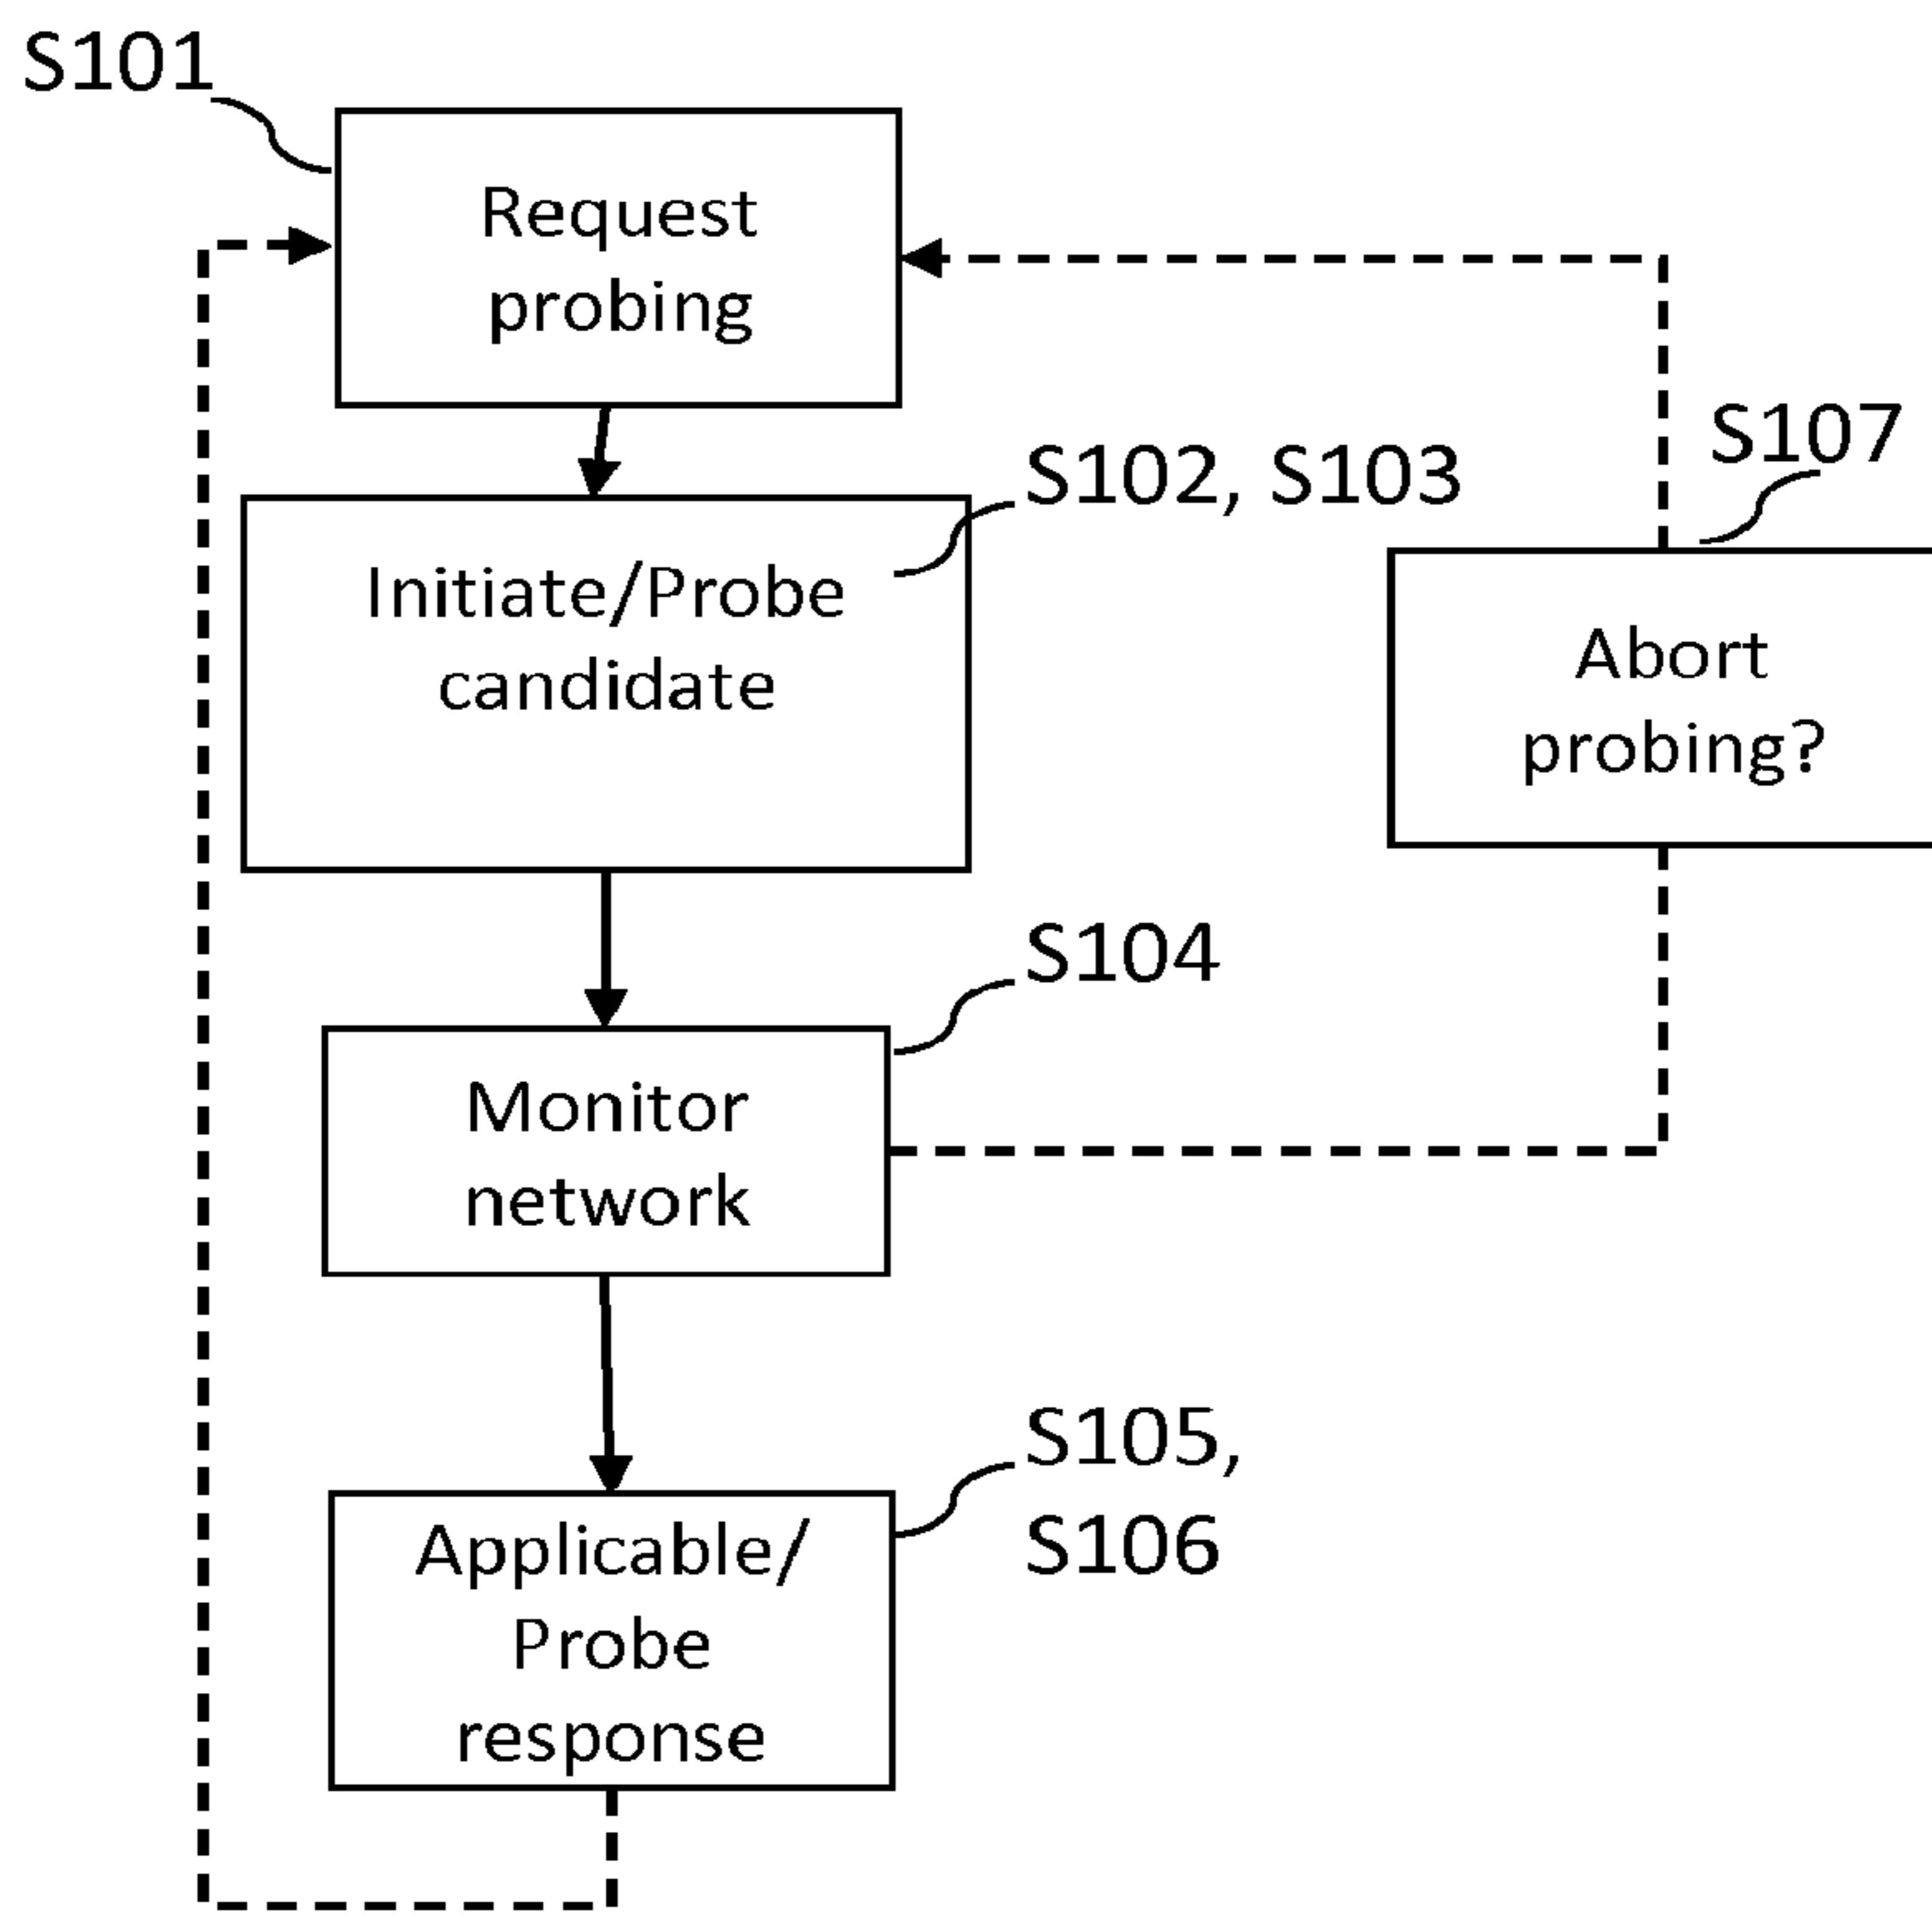 S101
Request
probing
S102, S103
Initiate/Probe
candidate
S107
Abort
probing?
S104
Monitor
network
S105,
S106
Applicable/
Probe
response